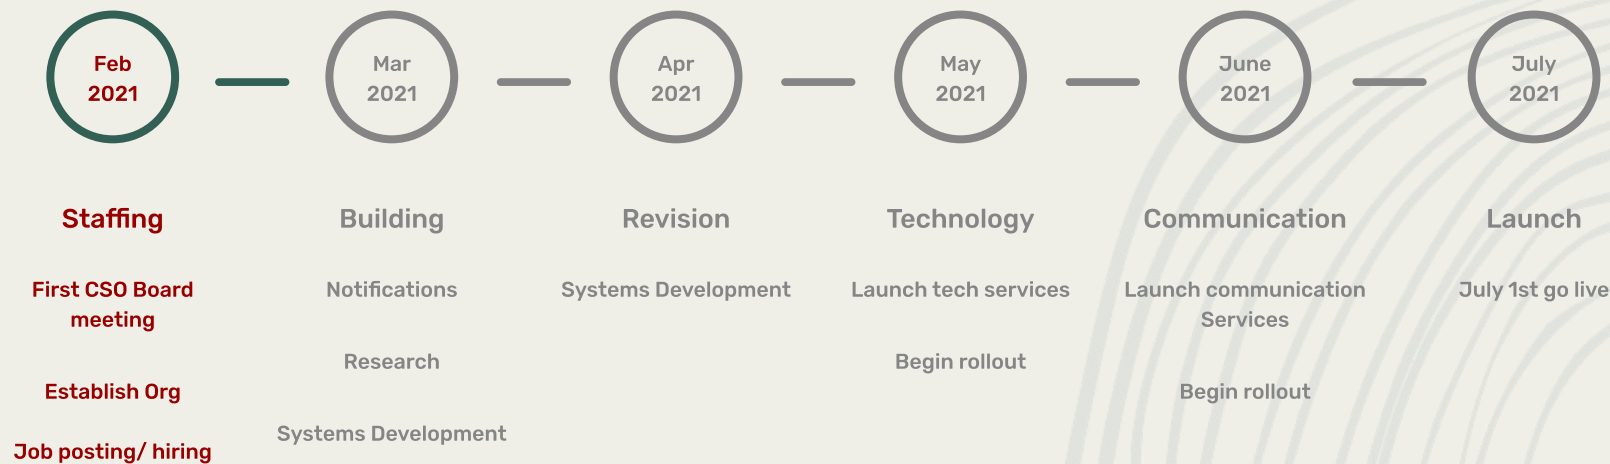 Feb
2021
Mar
2021
Apr
2021
May
2021
June
2021
July
2021
Staffing
Building
Revision
Technology
Communication
Launch
First CSO Board
meeting
Establish Org
Job posting/ hiring
Notifications
Research
Systems Development
Systems Development
Launch tech services
Begin rollout
Launch communication
Services
Begin rollout
July 1st go live